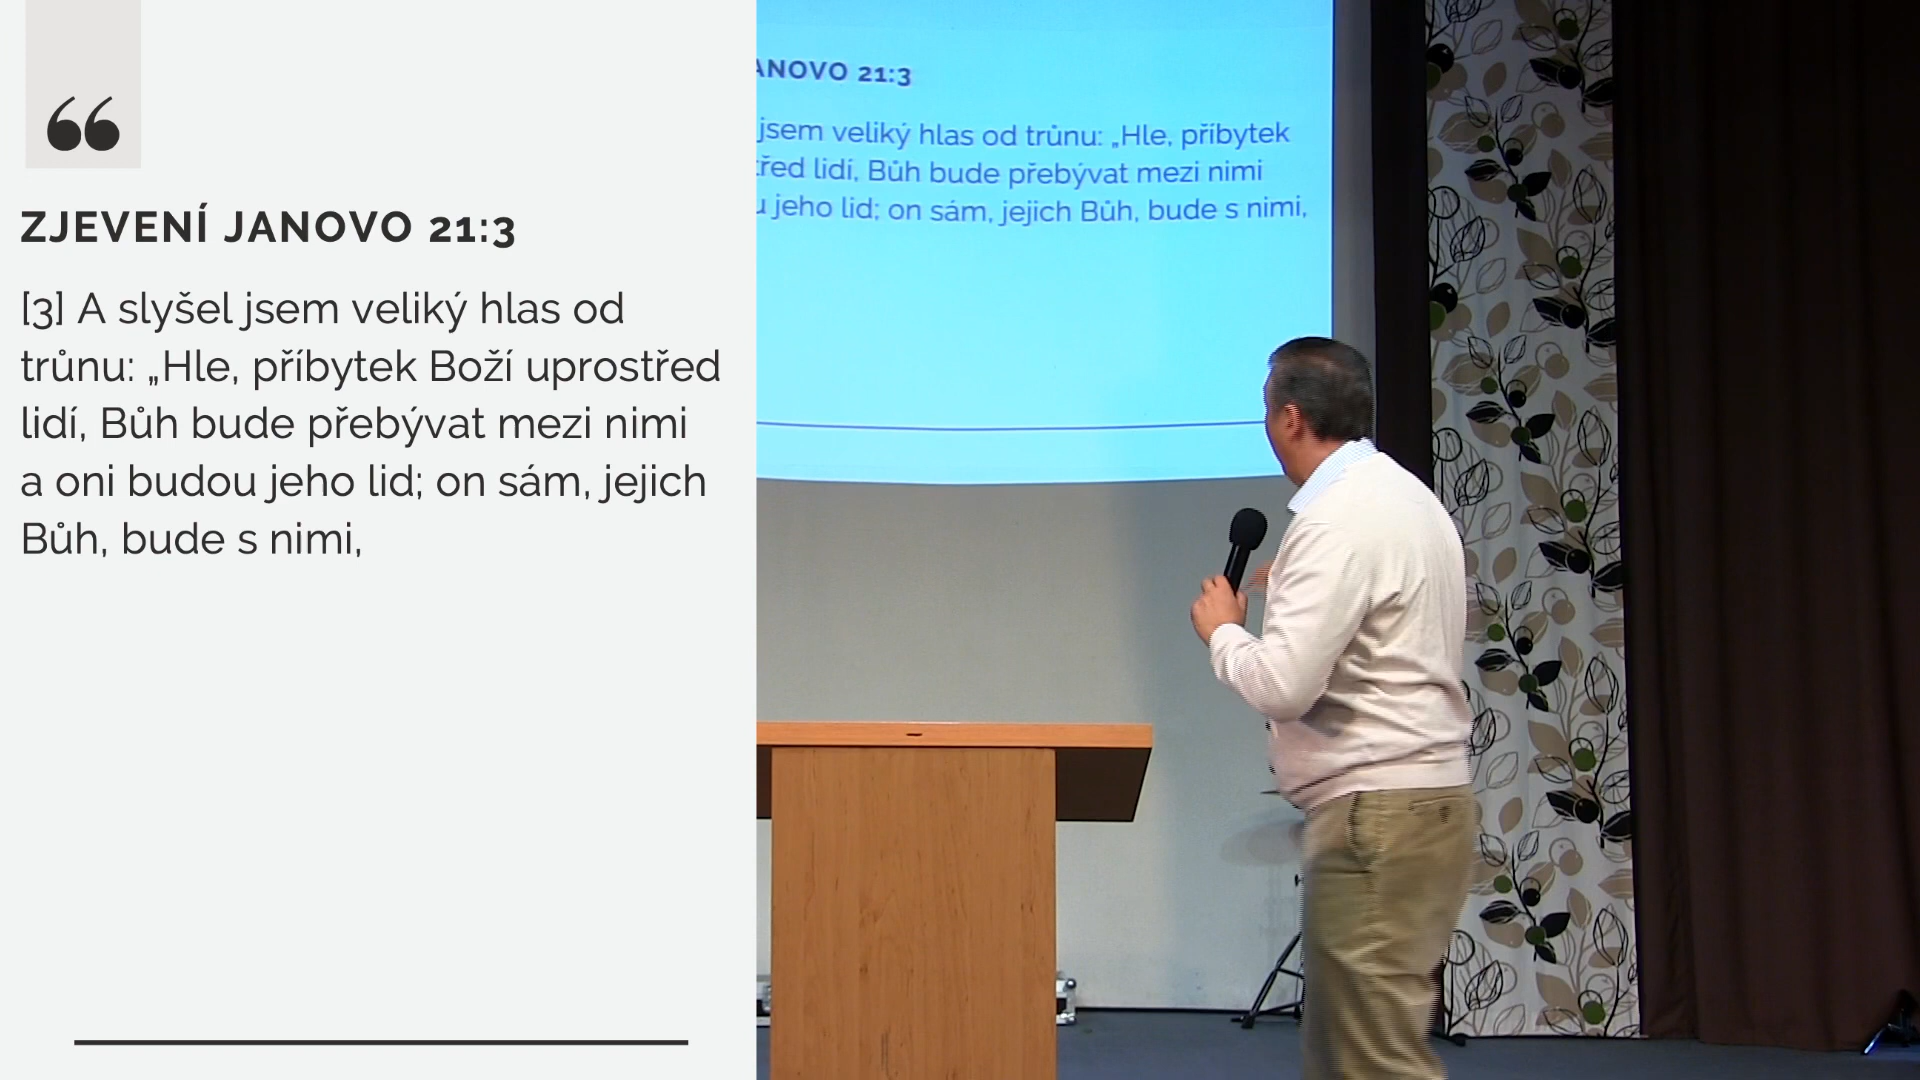 ZJEVENÍ JANOVO 21:3
[3] A slyšel jsem veliký hlas od
trůnu: „Hle, příbytek Boží uprostřed
lidí, Bůh bude přebývat mezi nimi
a oni budou jeho lid; on sám, jejich
Bůh, bude s nimi,
ANOVO 21:3
jsem veliký hlas od trůnu: „Hle, příbytek
třed lidí, Bůh bude přebývat mezi nimi
u jeho lid; on sám, jejich Bůh, bude s nimi,